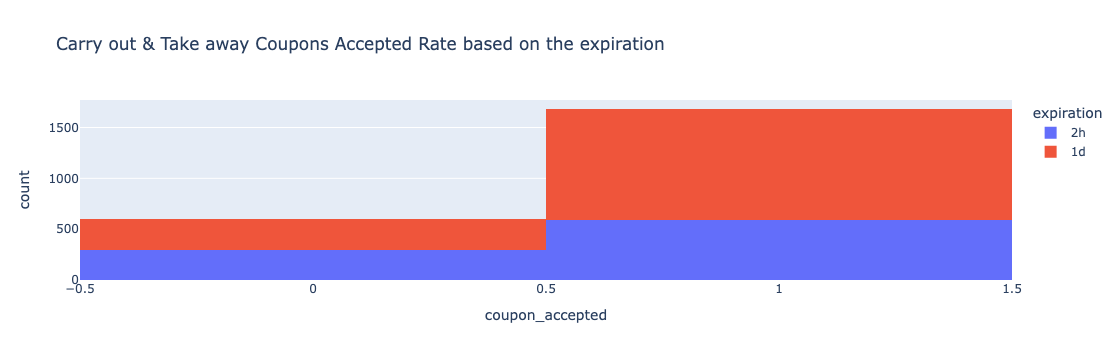 Carry out & Take away Coupons Accepted Rate based on the expiration
expiration
2h
1d
1500
1000
500
0
count
−0.5
0
0.5
1
1.5
coupon_accepted